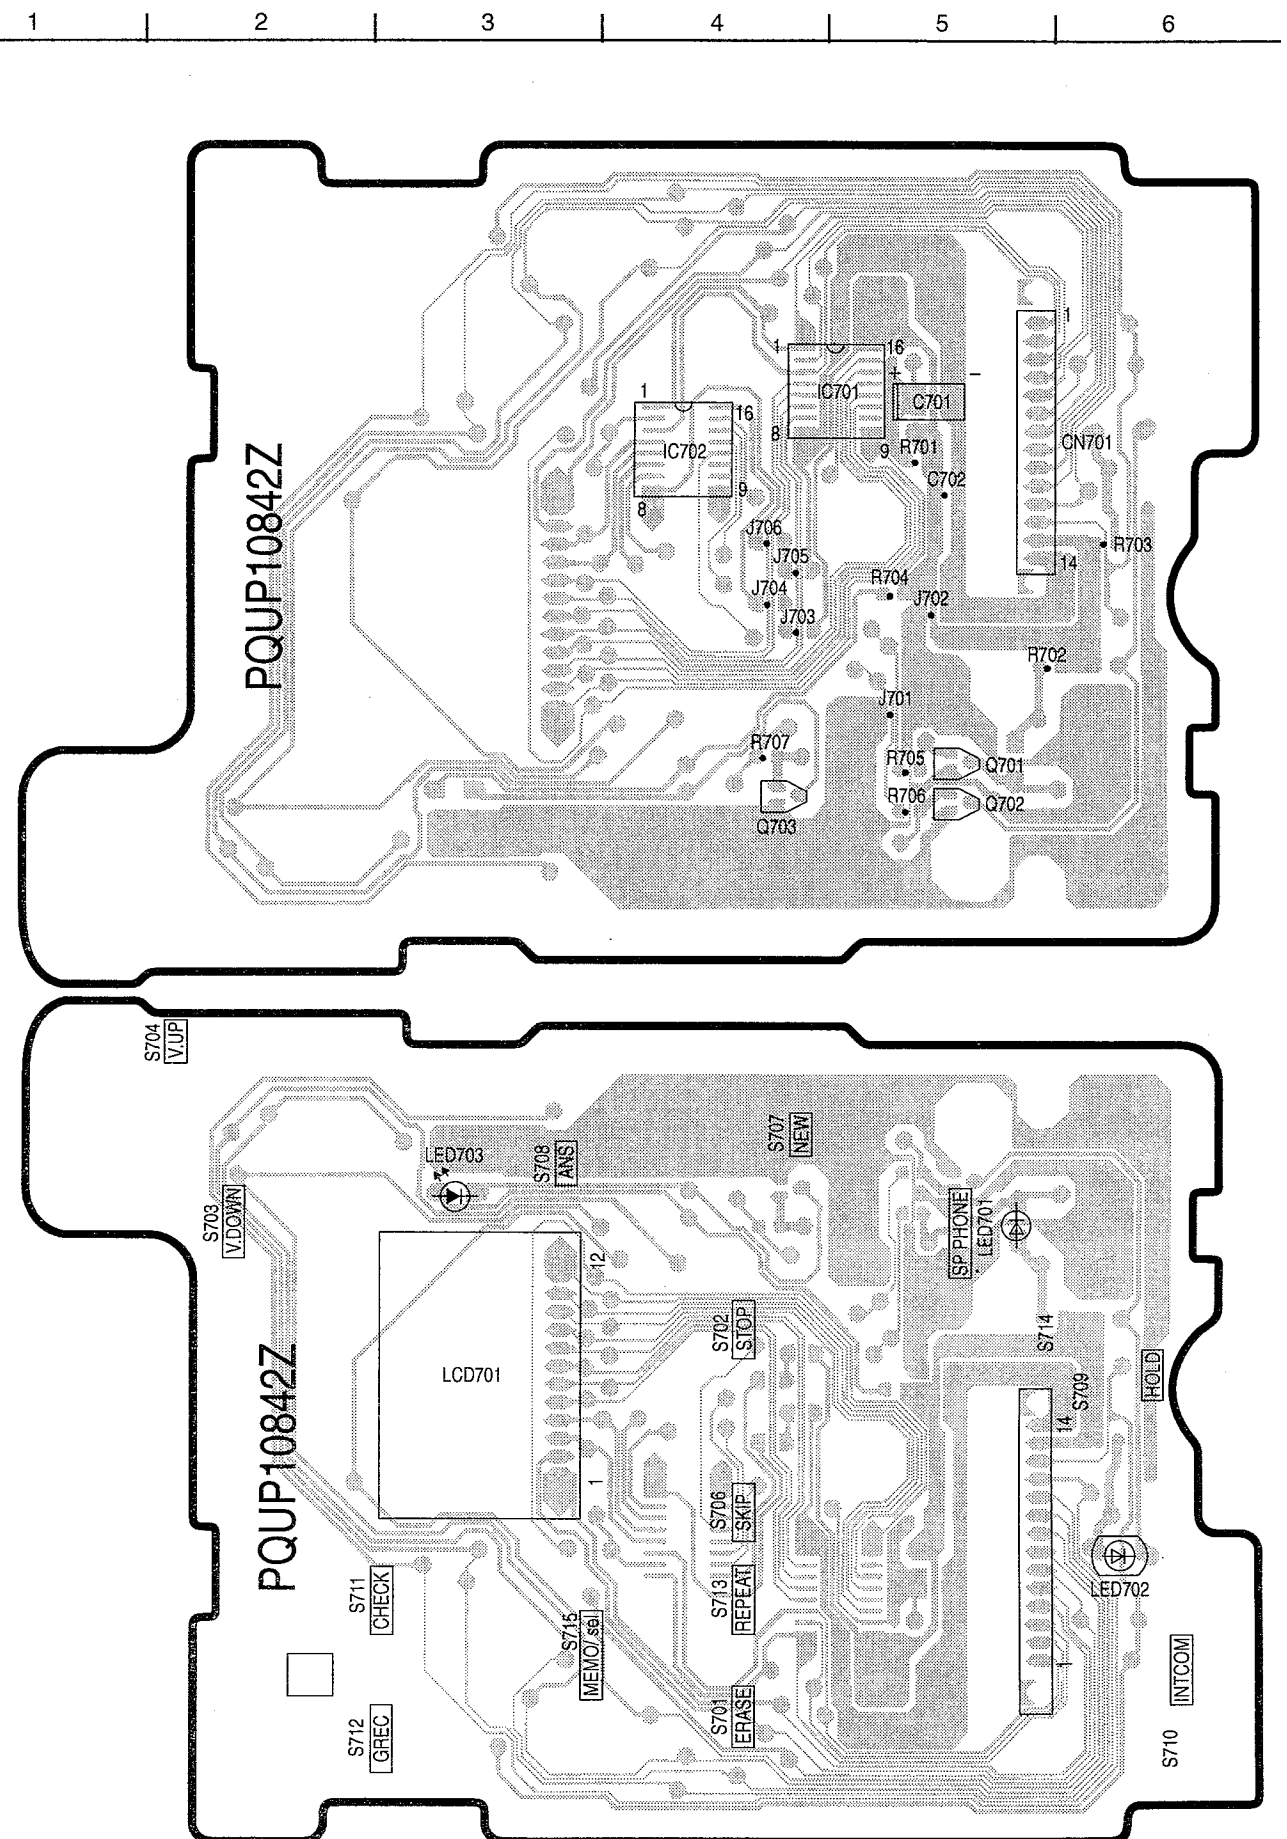 1 2 3 4 5 6
PQUP10842Z
1
16
IC701
+
-
C701
8
9
1
16
IC702
8
9
1
CN701
14
R701
C702
J706
J705
J704
J703
R704
J702
R703
R702
J701
R707
R705
Q701
R706
Q702
Q703
S704
V.UP
LED703
S708
ANS
S707
NEW
S703
V.DOWN
SP PHONE
LED701
12
LCD701
1
S702
STOP
S714
S709
HOLD
14
PQUP10842Z
S706
SKIP
S711
CHECK
S713
REPEAT
LED702
S715
MEMO/ sel
1
INTCOM
S712
GREC
S701
ERASE
S710